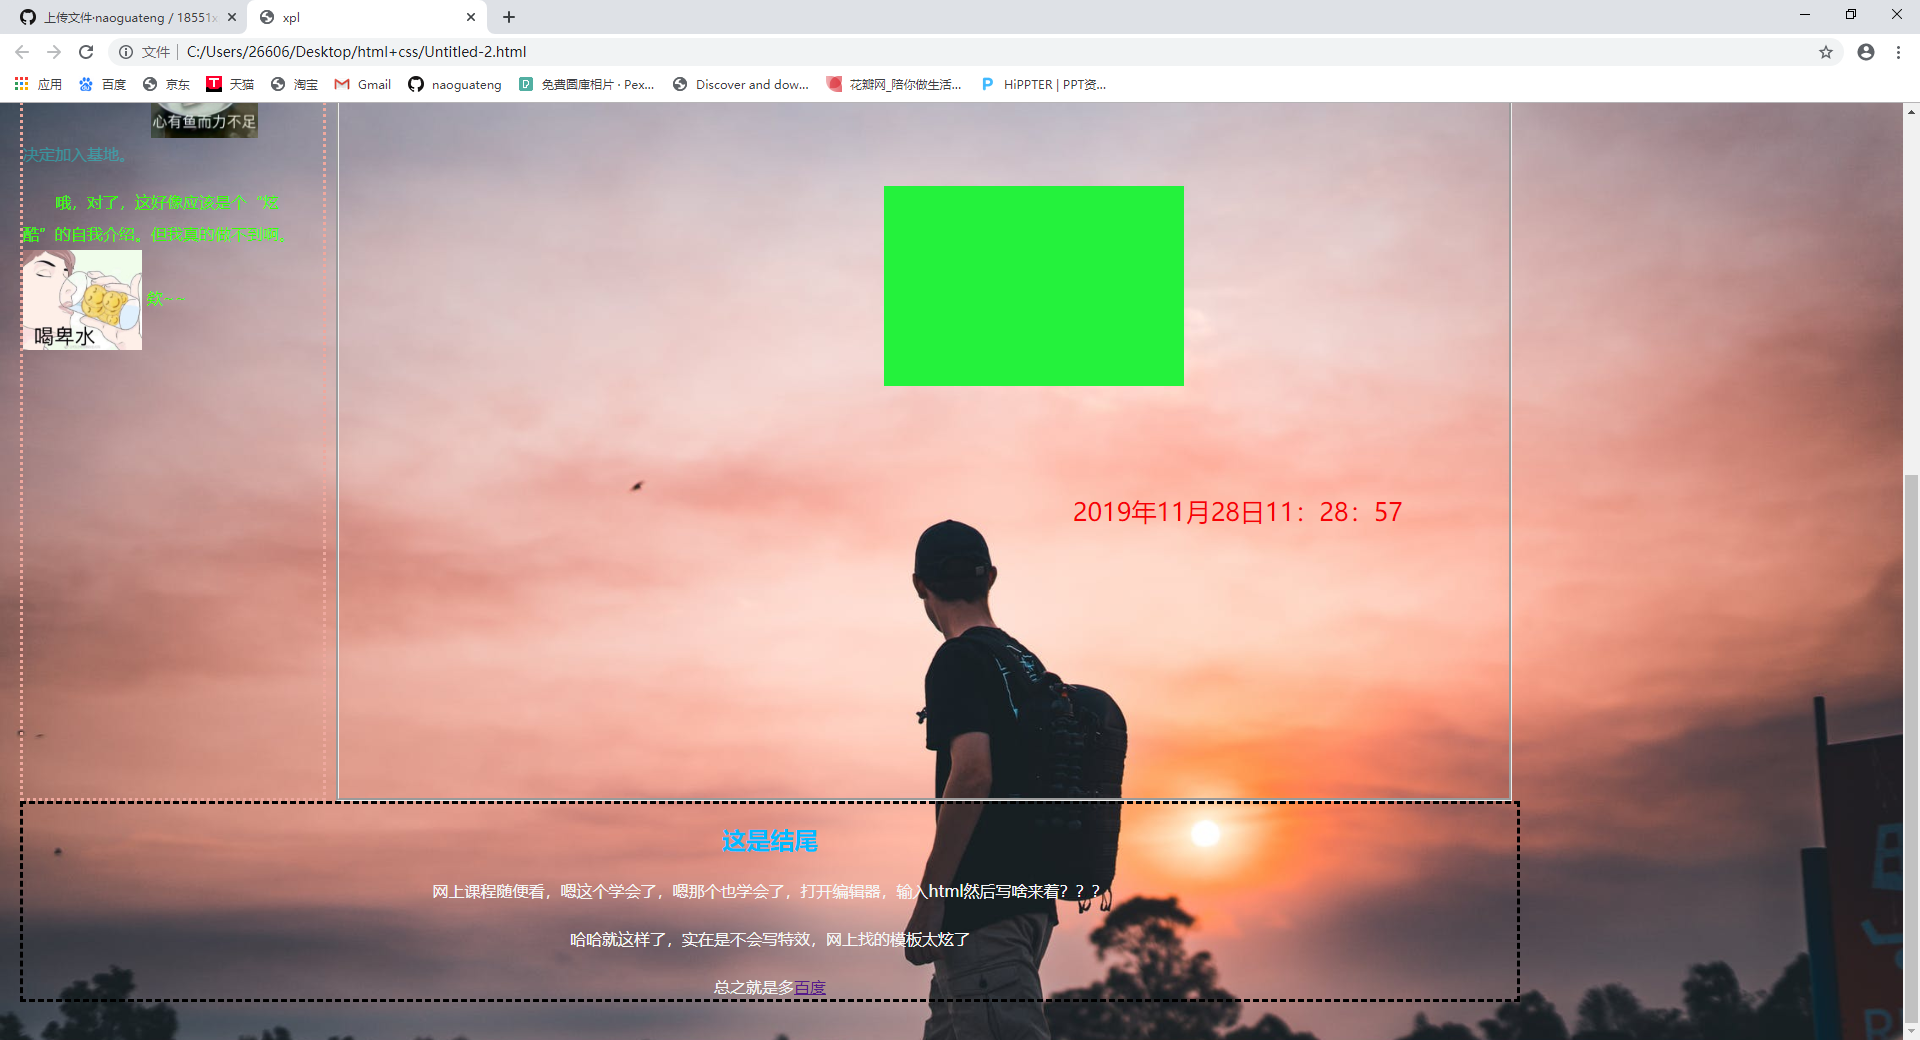 上传文件·naoguateng / 18551x
xpl
文件
C:/Users/26606/Desktop/html+css/Untitled-2.html
应用
百度
京东
天猫
淘宝
Gmail
naoguateng
免費圖庫相片 · Pex...
Discover and dow...
花瓣网_陪你做生活...
HiPPTER | PPT资...
心有鱼而力不足
决定加入基地。
哦，对了，这好像应该是个“炫
酷”的自我介绍。但我真的做不到啊。
喝卑水
欸······
2019年11月28日11：28：57
这是结尾
网上课程随便看，嗯这个学会了，嗯那个也学会了，打开编辑器，输入html然后写啥来着？？？
哈哈就这样了，实在是不会写特效，网上找的模板太炫了
总之就是多百度